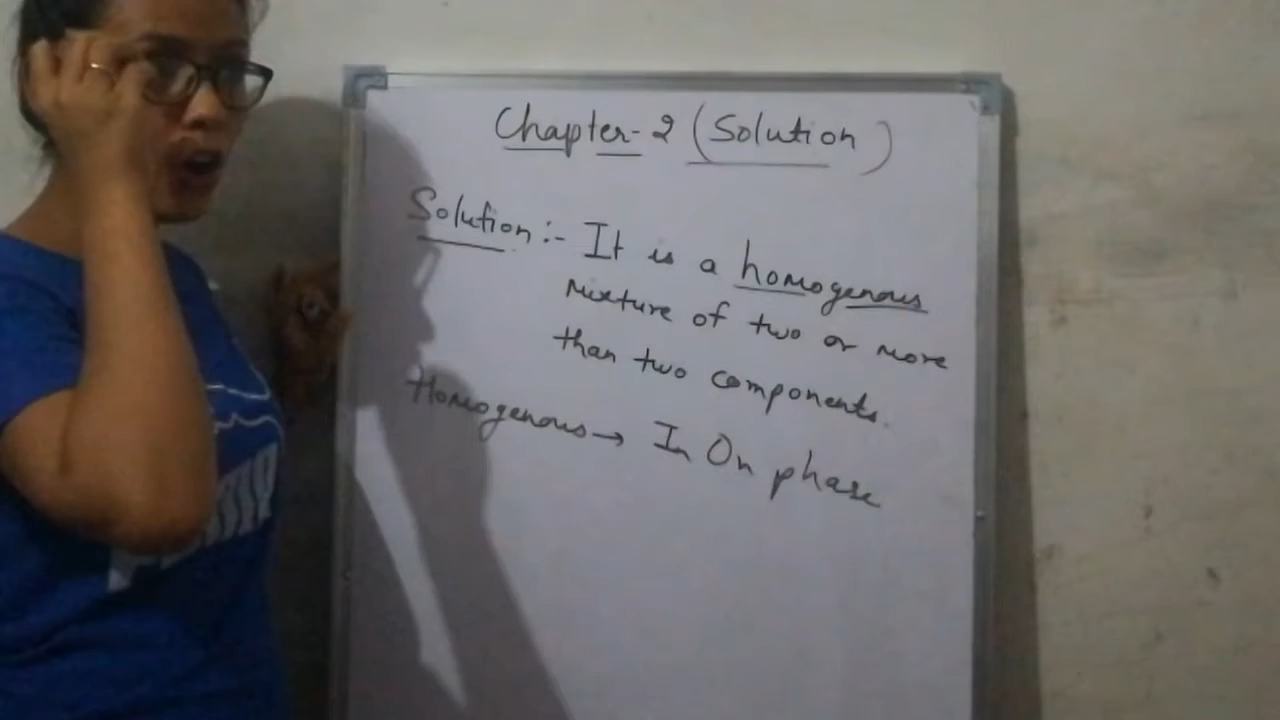 Chapter-2 (Solution)
Solution :- It is a homogenous
mixture of two or more
than two components.
Homogenous → In On phase